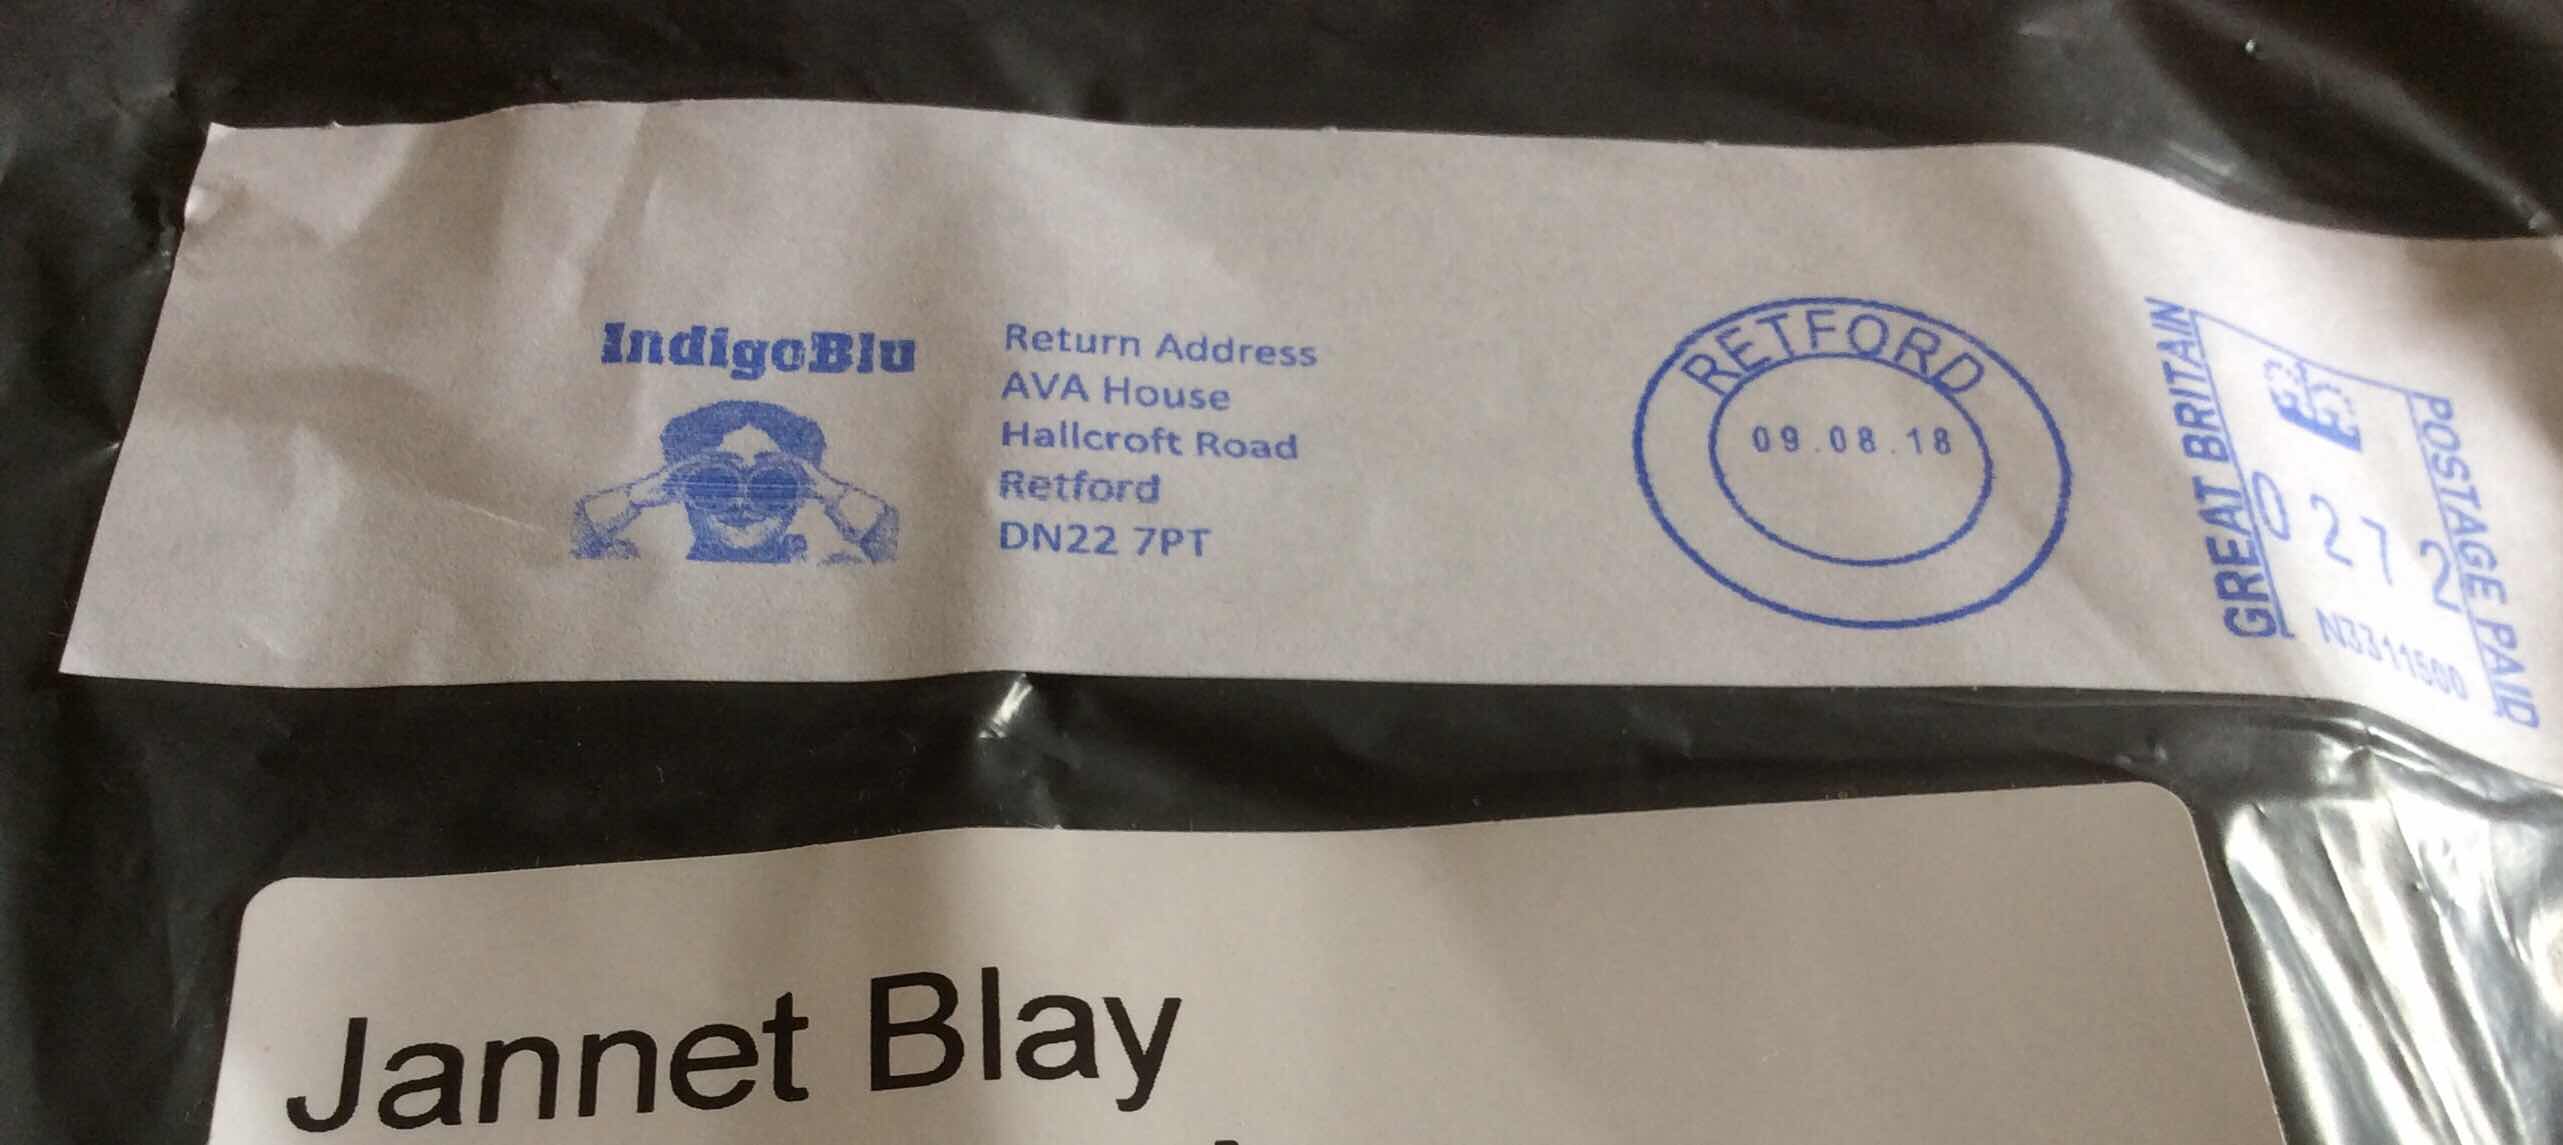 IndigoBlu
Return Address
AVA House
Hallcroft Road
Retford
DN22 7PT
RETFORD
09.08.18
GREAT BRITAIN
0272
N3311500
POSTAGE PAID
Jannet Blay